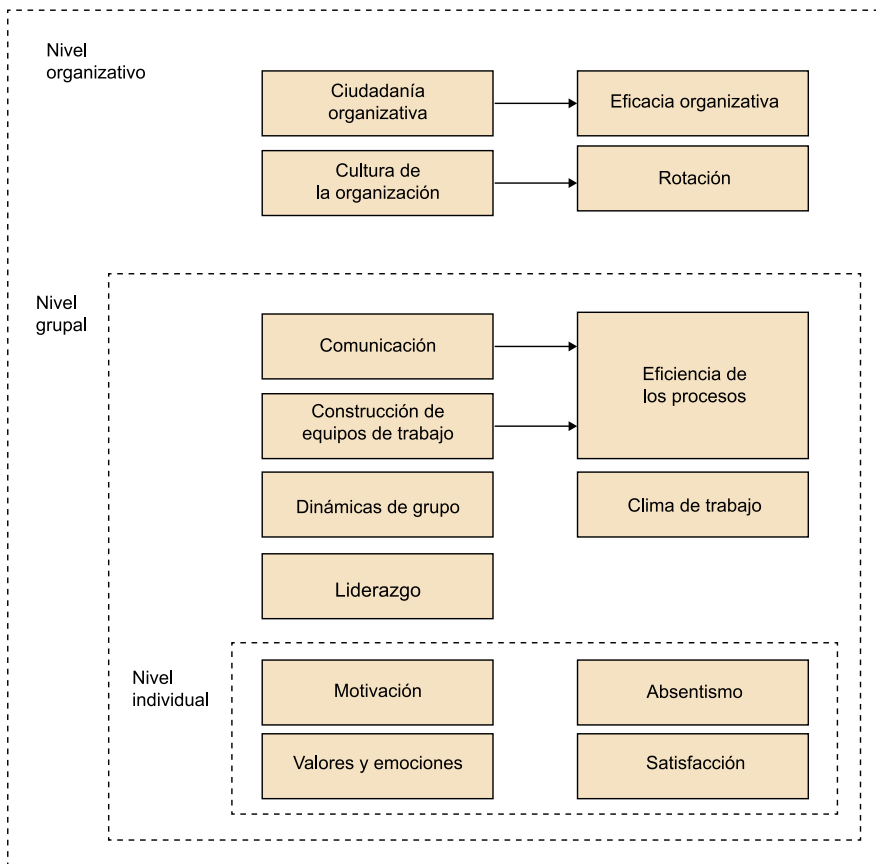 Nivel
organizativo
Ciudadanía
organizativa
Eficacia organizativa
Cultura de
la organización
Rotación
Nivel
grupal
Comunicación
Eficiencia de
los procesos
Construcción de
equipos de trabajo
Dinámicas de grupo
Clima de trabajo
Liderazgo
Nivel
individual
Motivación
Absentismo
Valores y emociones
Satisfacción